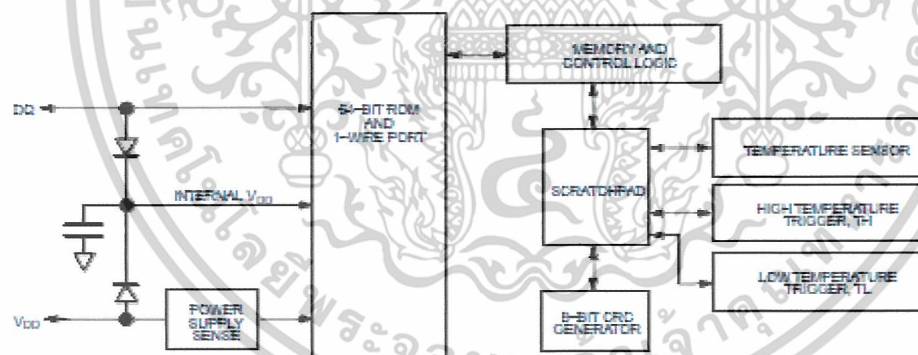 DQ
INTERNAL VDD
VDD
POWER
SUPPLY
SENSE
64-BIT ROM
AND
1-WIRE PORT
MEMORY AND
CONTROL LOGIC
SCRATCHPAD
8-BIT CRC
GENERATOR
TEMPERATURE SENSOR
HIGH TEMPERATURE
TRIGGER, TH
LOW TEMPERATURE
TRIGGER, TL